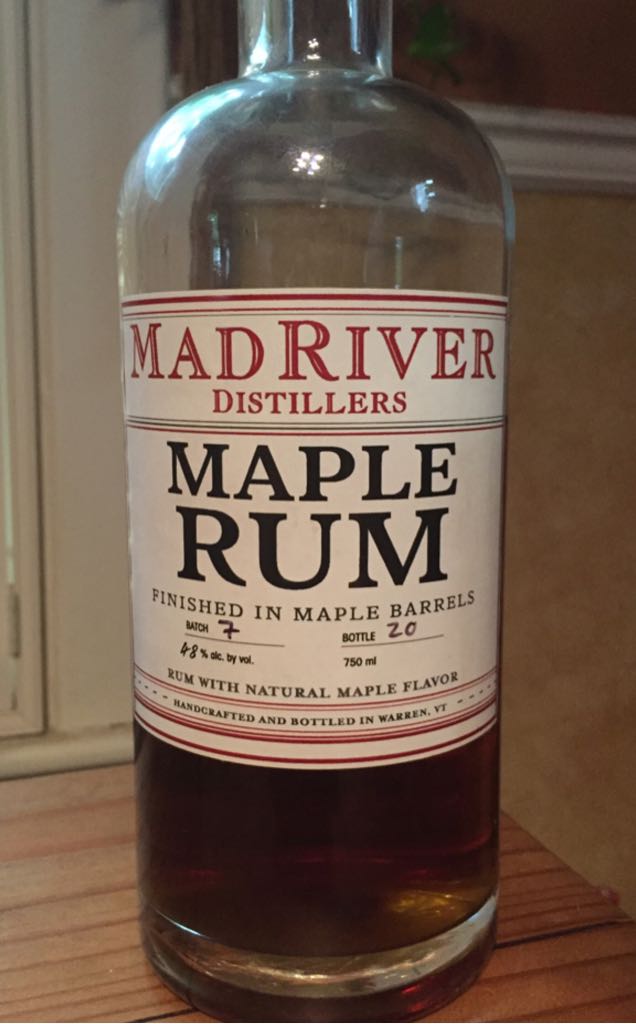 MAD RIVER
DISTILLERS
MAPLE
RUM
FINISHED IN MAPLE BARRELS
BATCH 7 BOTTLE 20
48 % alc. by vol. 750 ml
RUM WITH NATURAL MAPLE FLAVOR
HANDCRAFTED AND BOTTLED IN WARREN, VT